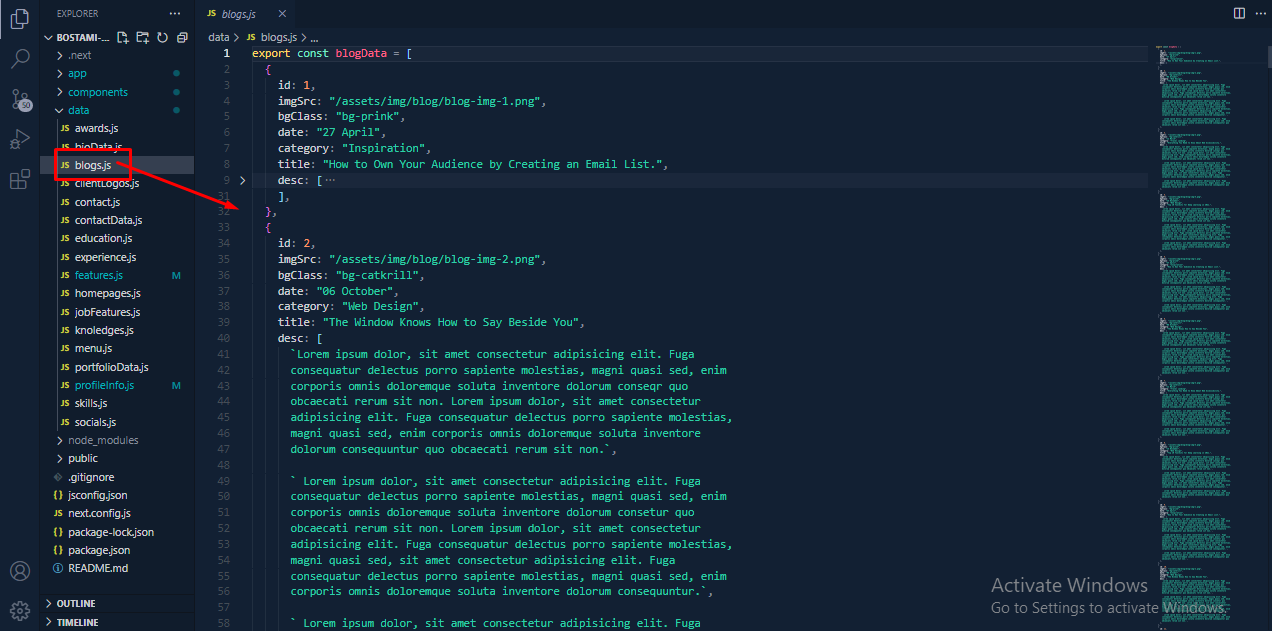 EXPLORER
BOSTAMI-...
.next
app
components
data
JS awards.js
JS bioData.js
JS blogs.js
JS clientLogos.js
JS contact.js
JS contactData.js
JS education.js
JS experience.js
JS features.js M
JS homepages.js
JS jobFeatures.js
JS knoledges.js
JS menu.js
JS portfolioData.js
JS profileInfo.js M
JS skills.js
JS socials.js
node_modules
public
.gitignore
{} jsconfig.json
JS next.config.js
{} package-lock.json
{} package.json
README.md
OUTLINE
TIMELINE
50
JS blogs.js
data > JS blogs.js > ...
1 export const blogData = [
2 {
3 id: 1,
4 imgSrc: "/assets/img/blog/blog-img-1.png",
5 bgClass: "bg-prink",
6 date: "27 April",
7 category: "Inspiration",
8 title: "How to Own Your Audience by Creating an Email List.",
9 desc: [ ...
31 ],
32 },
33 {
34 id: 2,
35 imgSrc: "/assets/img/blog/blog-img-2.png",
36 bgClass: "bg-catkrill",
37 date: "06 October",
38 category: "Web Design",
39 title: "The Window Knows How to Say Beside You",
40 desc: [
41 `Lorem ipsum dolor, sit amet consectetur adipisicing elit. Fuga
42 consequatur delectus porro sapiente molestias, magni quasi sed, enim
43 corporis omnis doloremque soluta inventore dolorum conseqr quo
44 obcaecati rerum sit non. Lorem ipsum dolor, sit amet consectetur
45 adipisicing elit. Fuga consequatur delectus porro sapiente molestias,
46 magni quasi sed, enim corporis omnis doloremque soluta inventore
47 dolorum consequuntur quo obcaecati rerum sit non.`,
48
49 ` Lorem ipsum dolor, sit amet consectetur adipisicing elit. Fuga
50 consequatur delectus porro sapiente molestias, magni quasi sed, enim
51 corporis omnis doloremque soluta inventore dolorum consetur quo
52 obcaecati rerum sit non. Lorem ipsum dolor, sit amet consectetur
53 adipisicing elit. Fuga consequatur delectus porro sapiente molestias,
54 magni quasi sed, sit amet consectetur adipisicing elit. Fuga
55 consequatur delectus porro sapiente molestias, magni quasi sed, enim
56 corporis omnis doloremque soluta inventore dolorum consequuntur.`,
57
58 ` Lorem ipsum dolor, sit amet consectetur adipisicing elit. Fuga
Activate Windows
Go to Settings to activate Windows.